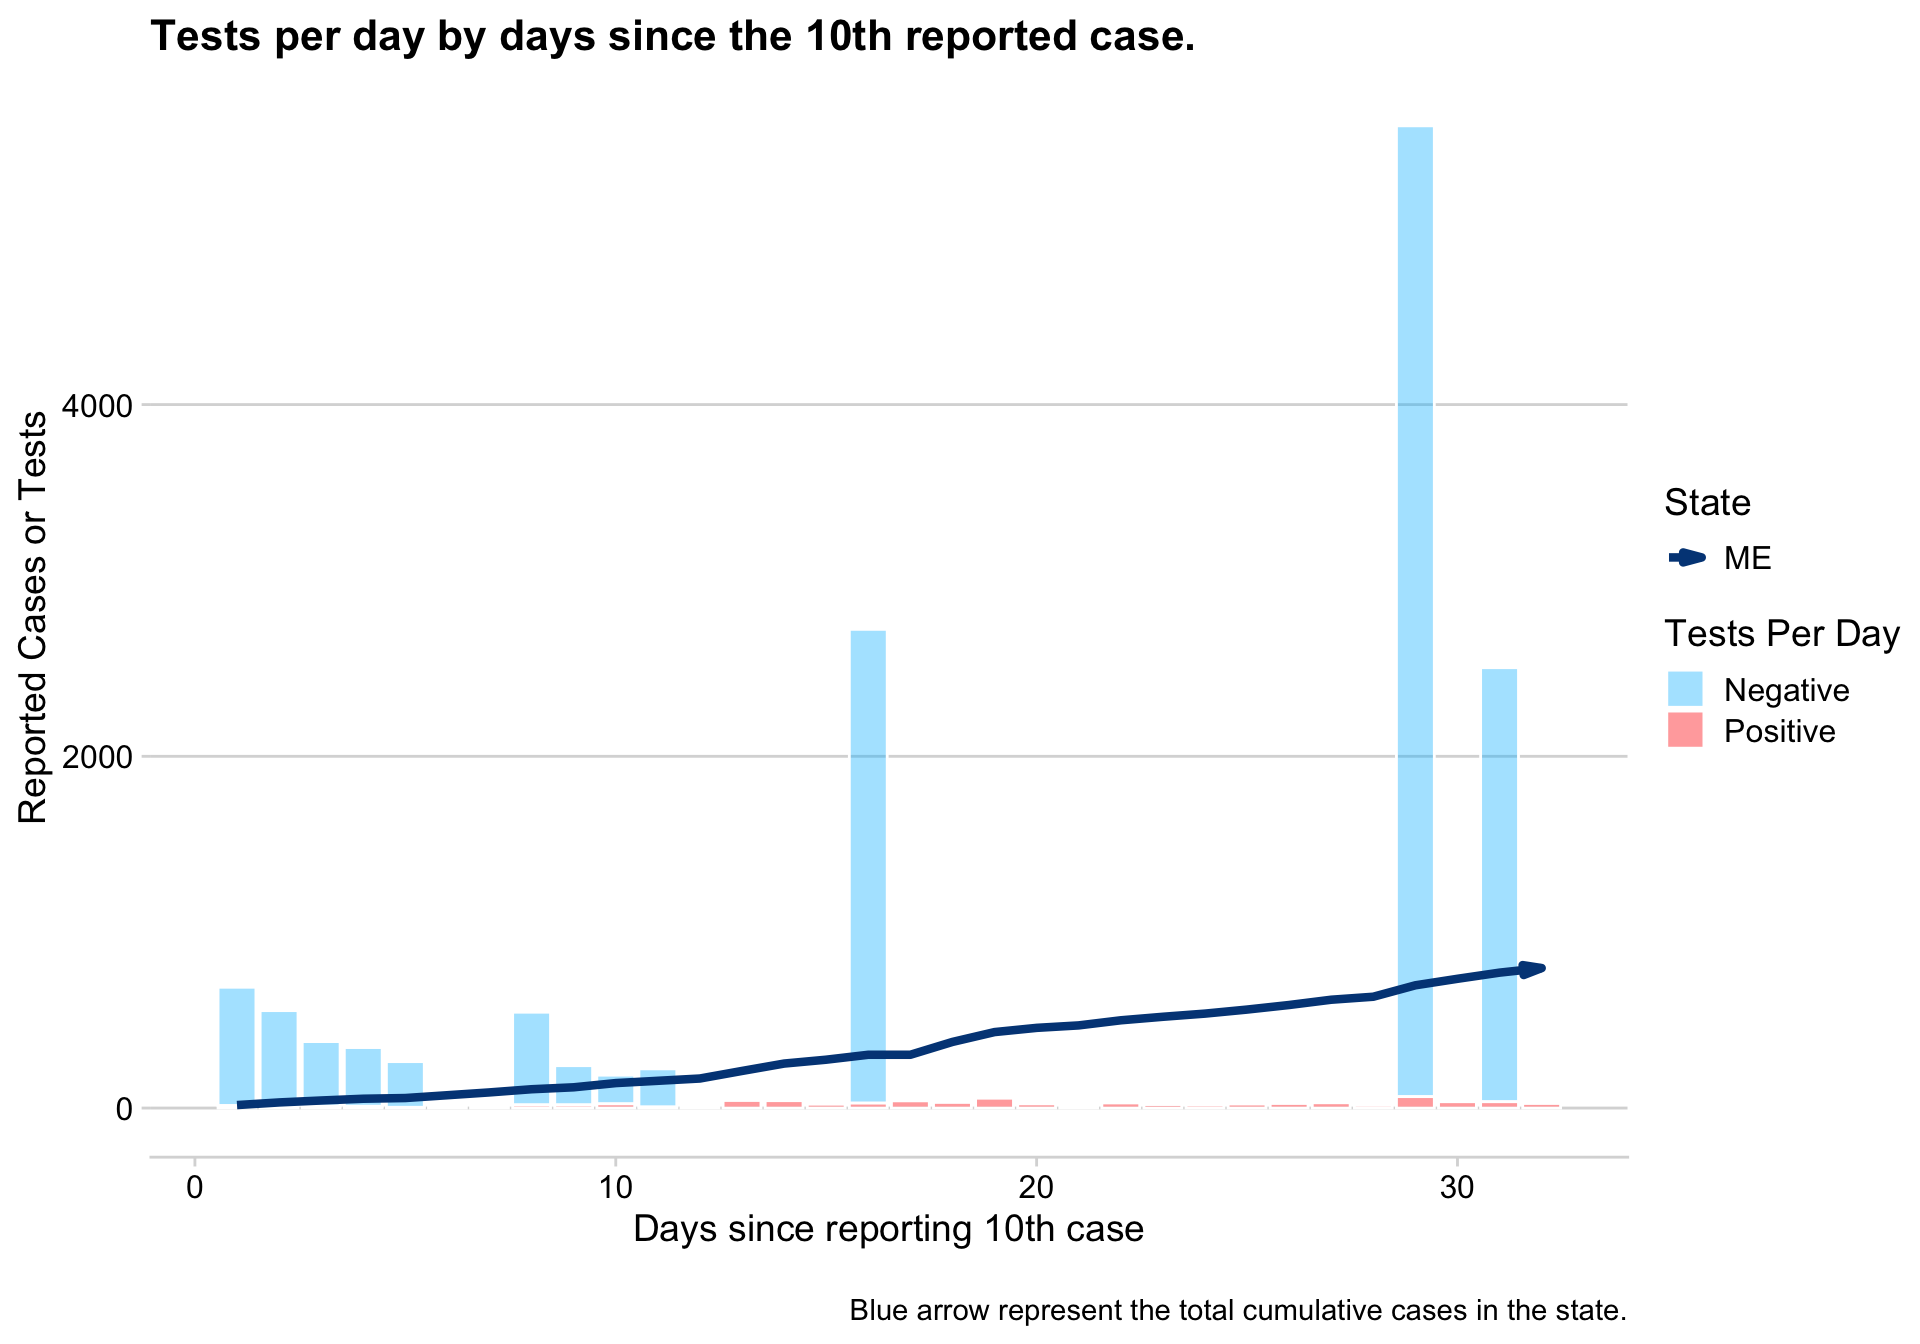 Tests per day by days since the 10th reported case.
Reported Cases or Tests
4000
2000
0
0 10 20 30
Days since reporting 10th case
State
ME
Tests Per Day
Negative
Positive
Blue arrow represent the total cumulative cases in the state.